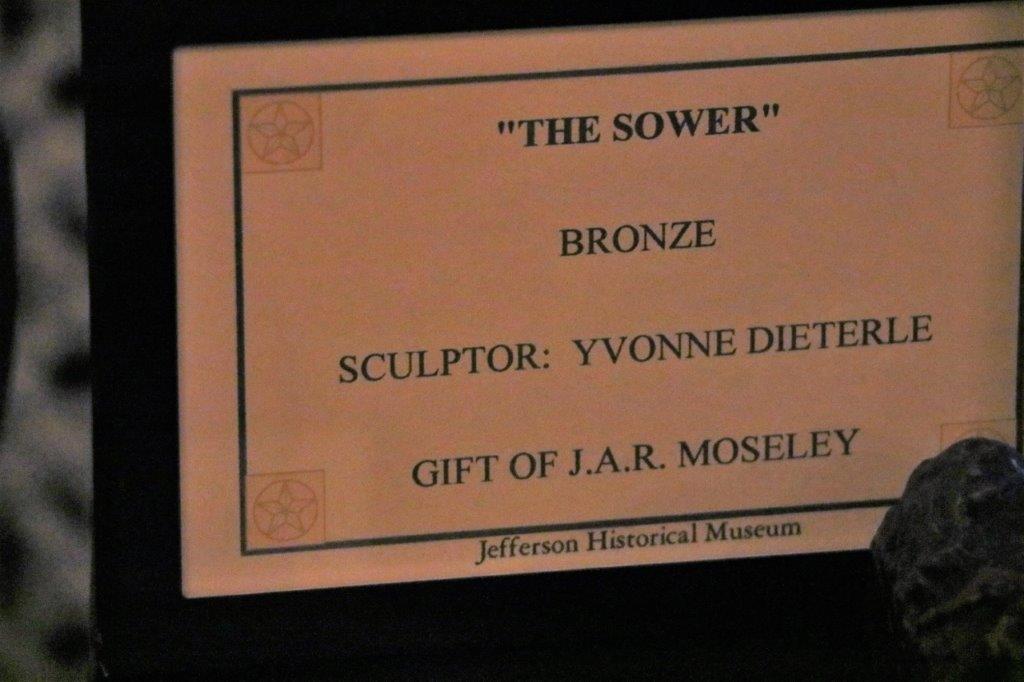 "THE SOWER"
BRONZE
SCULPTOR: YVONNE DIETERLE
GIFT OF J.A.R. MOSELEY
Jefferson Historical Museum